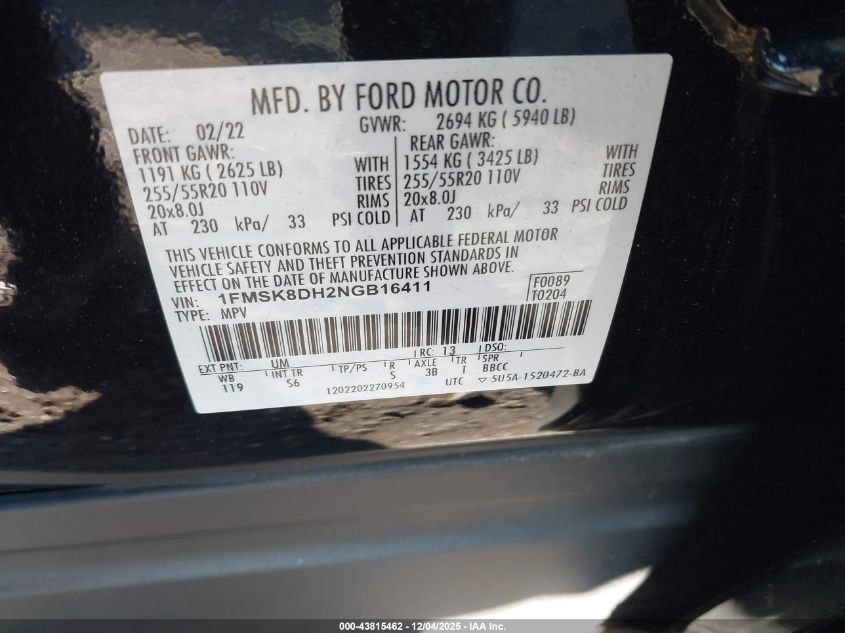 MFD. BY FORD MOTOR CO.
DATE: 02/22 GVWR: 2694 KG ( 5940 LB)
FRONT GAWR: REAR GAWR:
1191 KG ( 2625 LB) WITH 1554 KG ( 3425 LB) WITH
255/55R20 110V TIRES 255/55R20 110V TIRES
20x8.0J RIMS 20x8.0J RIMS
AT 230 kPa/ 33 PSI COLD AT 230 kPa/ 33 PSI COLD
THIS VEHICLE CONFORMS TO ALL APPLICABLE FEDERAL MOTOR
VEHICLE SAFETY AND THEFT PREVENTION STANDARDS IN
EFFECT ON THE DATE OF MANUFACTURE SHOWN ABOVE.
VIN: 1FMSK8DH2NGB16411 F0089
TYPE: MPV T0204
EXT PNT: UM RC: 13 DSO:
WB INT TR TP/PS R AXLE TR SPR
119 S6 S 3B T BBCC
1202202270954 UTC ▽ 5U5A-1520472-BA
000-43815462 - 12/04/2025 - IAA Inc.